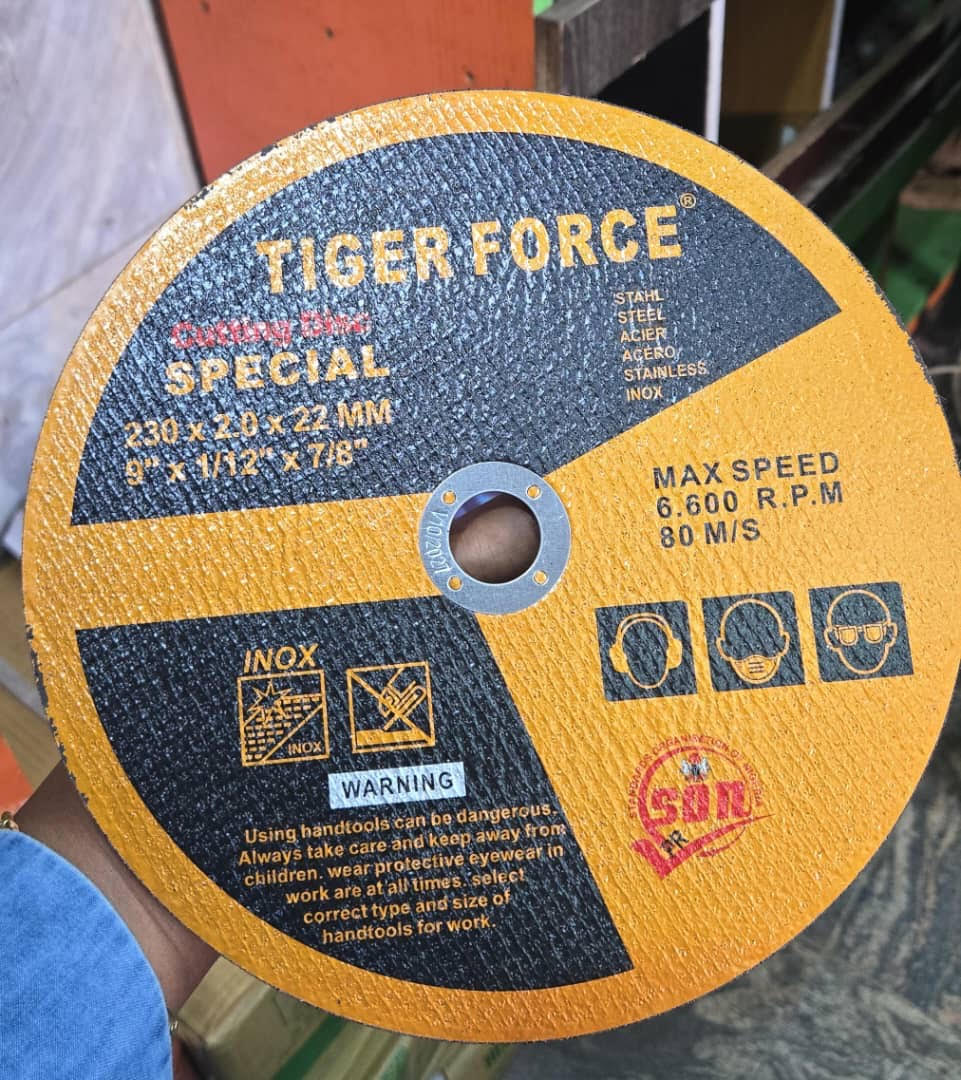 TIGER FORCE®
Cutting Disc
SPECIAL
230 x 2.0 x 22 MM
9" x 1/12" x 7/8"
STAHL
STEEL
ACIER
ACERO
STAINLESS
INOX
MAX SPEED
6.600 R.P.M
80 M/S
V10/2021
INOX
INOX
WARNING
Using handtools can be dangerous.
Always take care and keep away from
children. wear protective eyewear in
work are at all times. select
correct type and size of
handtools for work.
SON